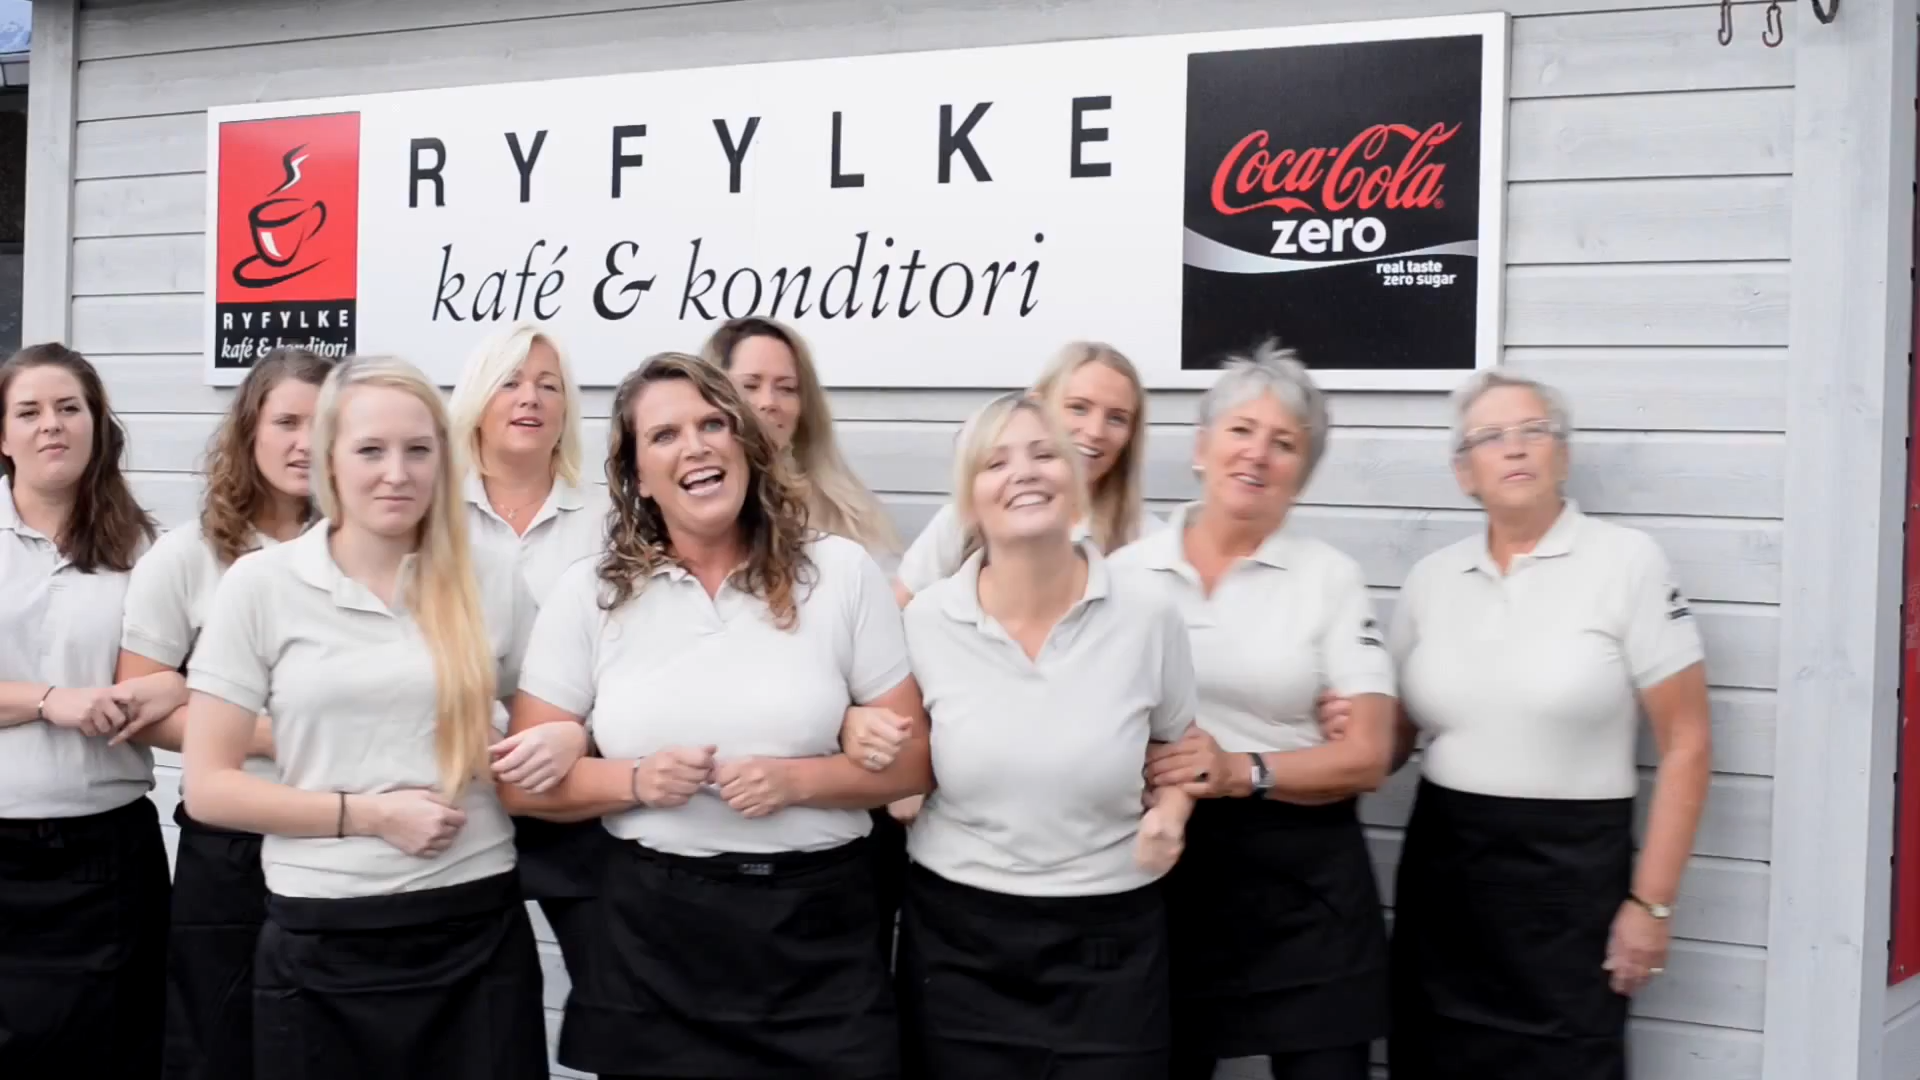 RYFYLKE
kafé & konditori
RYFYLKE
kafé & konditori
Coca-Cola
zero
real taste
zero sugar